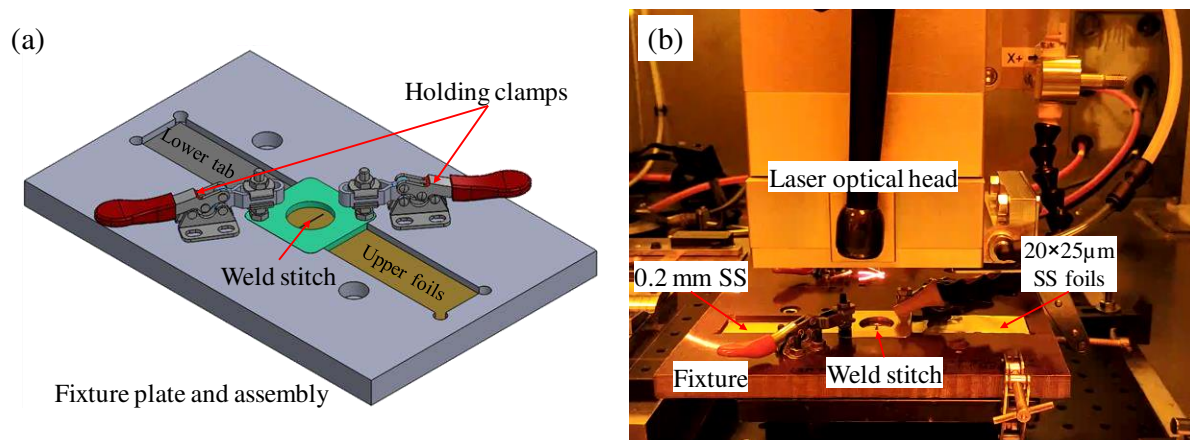 (a)
Holding clamps
Lower tab
Weld stitch
Upper foils
Fixture plate and assembly
(b)
X+
Laser optical head
0.2 mm SS
20×25µm
SS foils
Fixture
Weld stitch